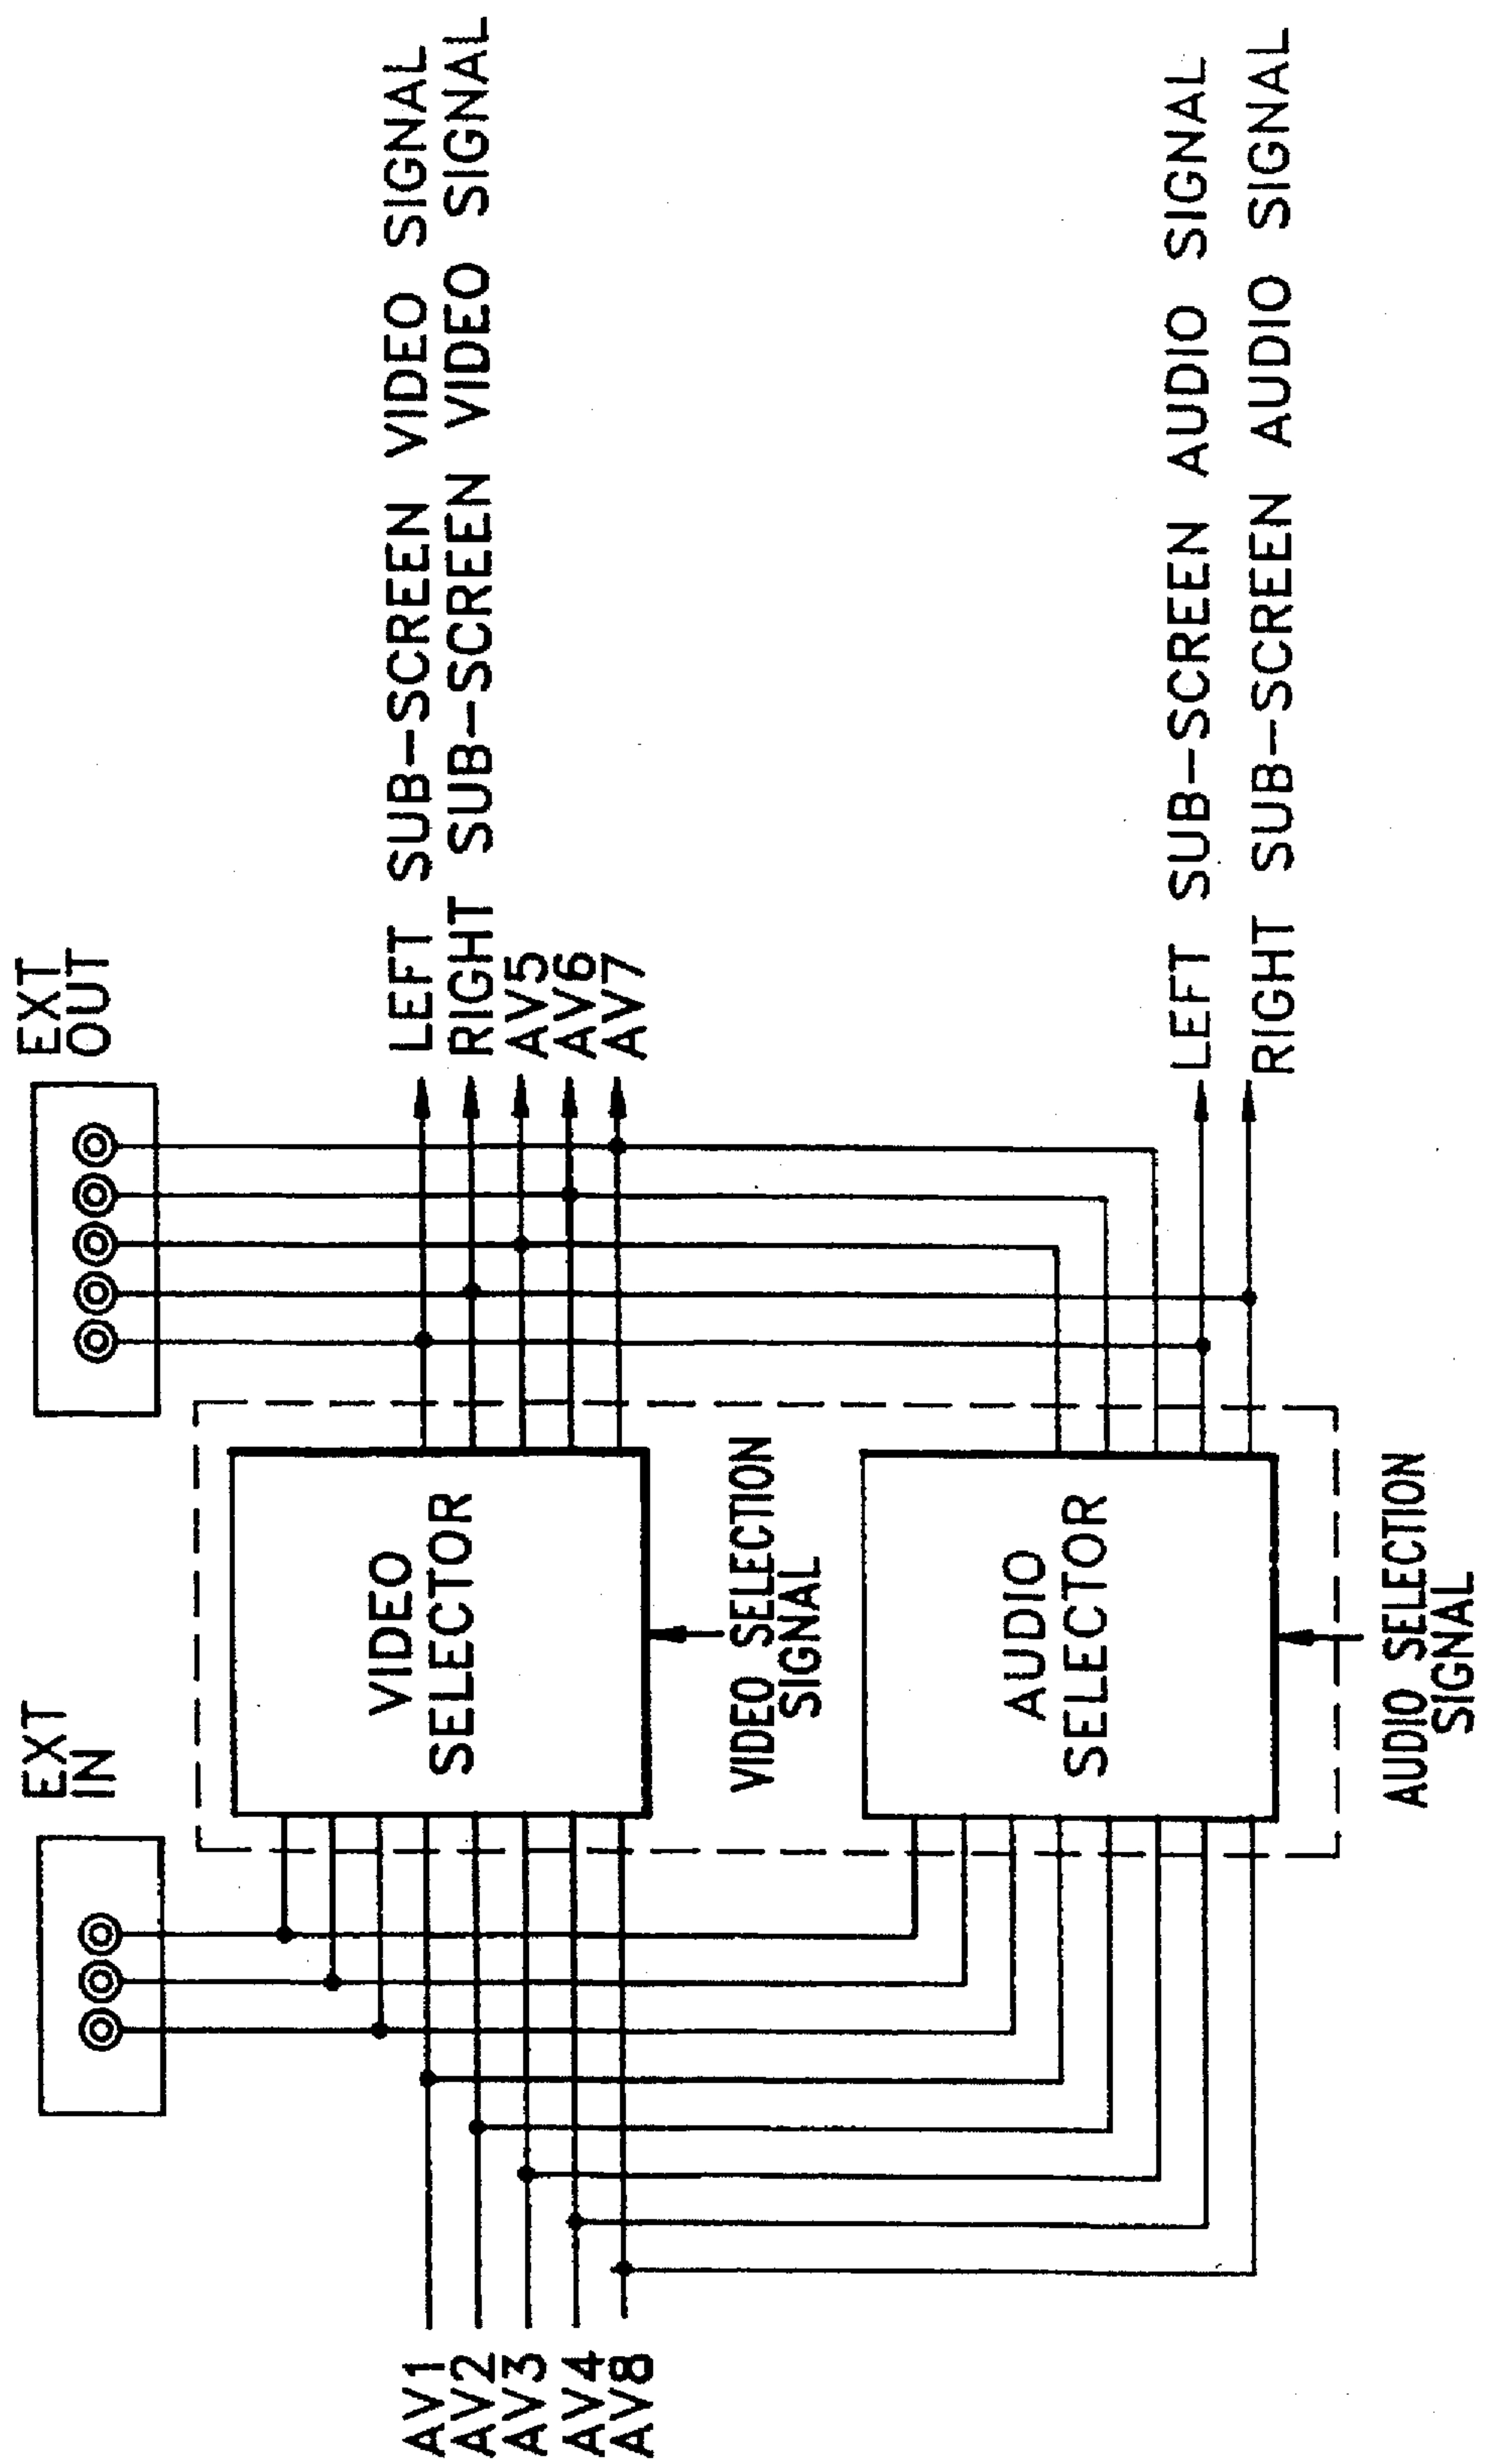 EXT
IN
EXT
OUT
VIDEO
SELECTOR
VIDEO SELECTION
SIGNAL
AV1
AV2
AV3
AV4
AV8
LEFT SUB-SCREEN VIDEO SIGNAL
RIGHT SUB-SCREEN VIDEO SIGNAL
AV5
AV6
AV7
AUDIO
SELECTOR
LEFT SUB-SCREEN AUDIO SIGNAL
RIGHT SUB-SCREEN AUDIO SIGNAL
AUDIO SELECTION
SIGNAL